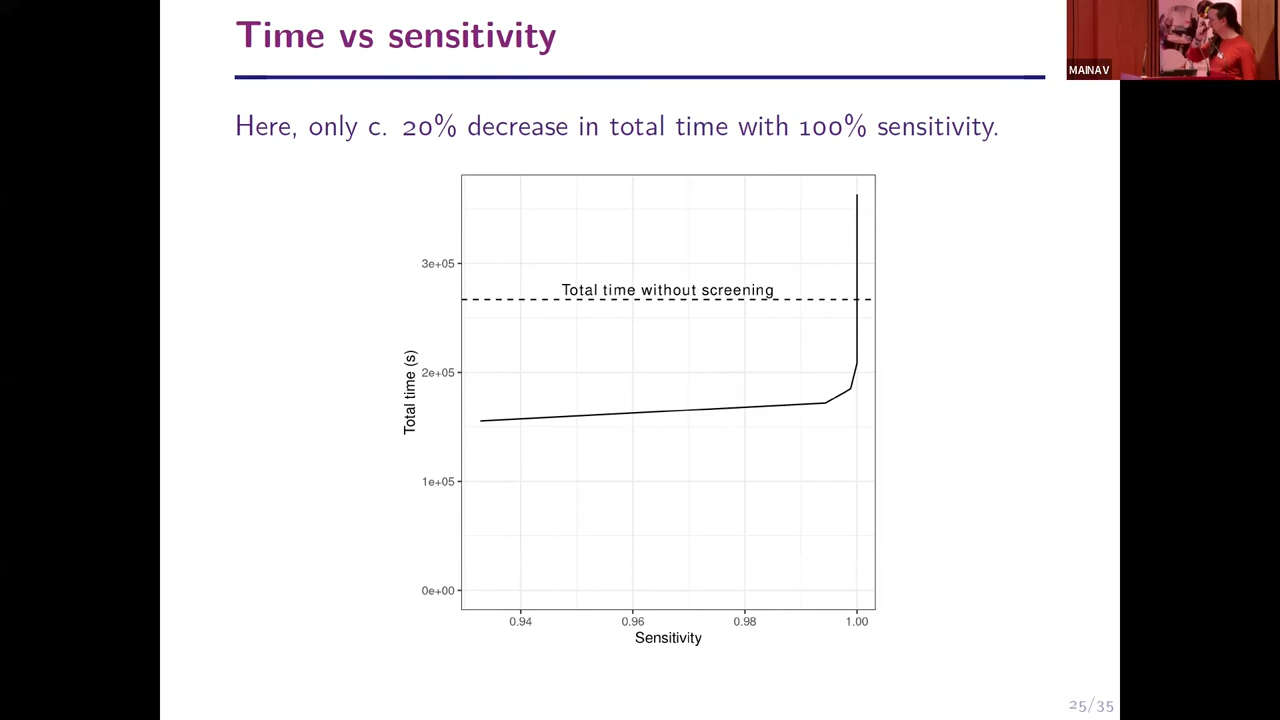 Time vs sensitivity
MAINAV
Here, only c. 20% decrease in total time with 100% sensitivity.
3e+05
Total time without screening
2e+05
Total time (s)
1e+05
0e+00
0.94 0.96 0.98 1.00
Sensitivity
25/35